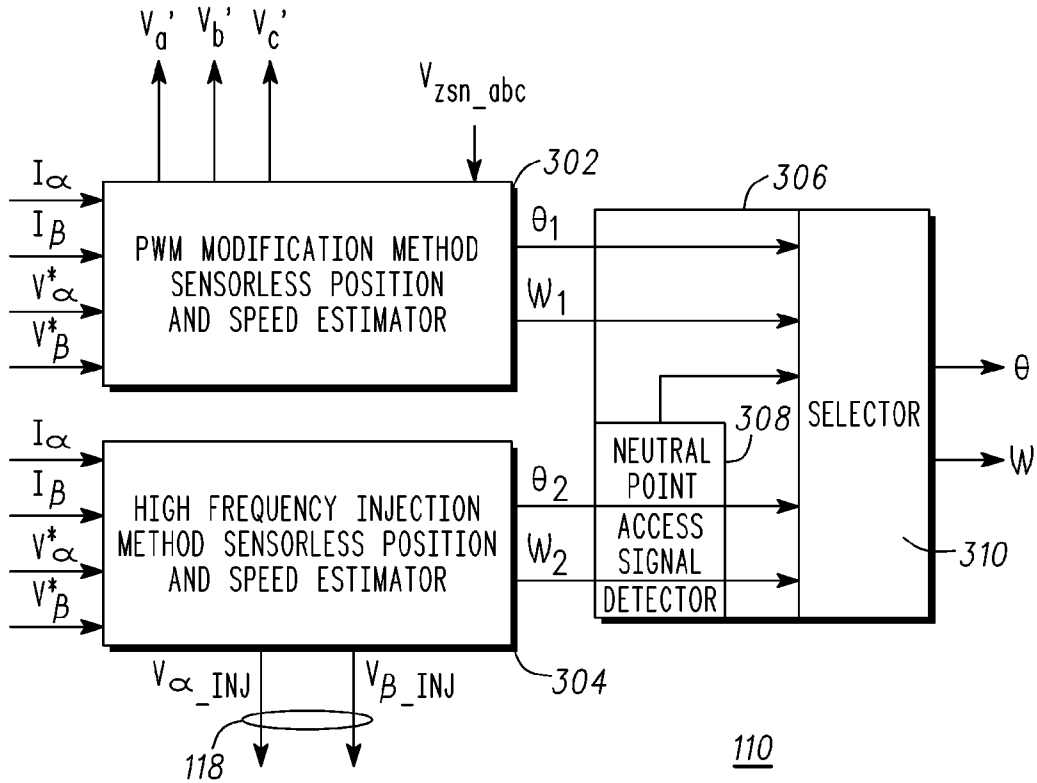 Va' Vb' Vc'
Vzsn_abc
Iα
Iβ
V*α
V*β
302
PWM MODIFICATION METHOD
SENSORLESS POSITION
AND SPEED ESTIMATOR
θ1
W1
306
308
NEUTRAL
POINT
ACCESS
SIGNAL
DETECTOR
SELECTOR
310
θ
W
Iα
Iβ
V*α
V*β
HIGH FREQUENCY INJECTION
METHOD SENSORLESS POSITION
AND SPEED ESTIMATOR
θ2
W2
304
Vα_INJ
Vβ_INJ
118
110